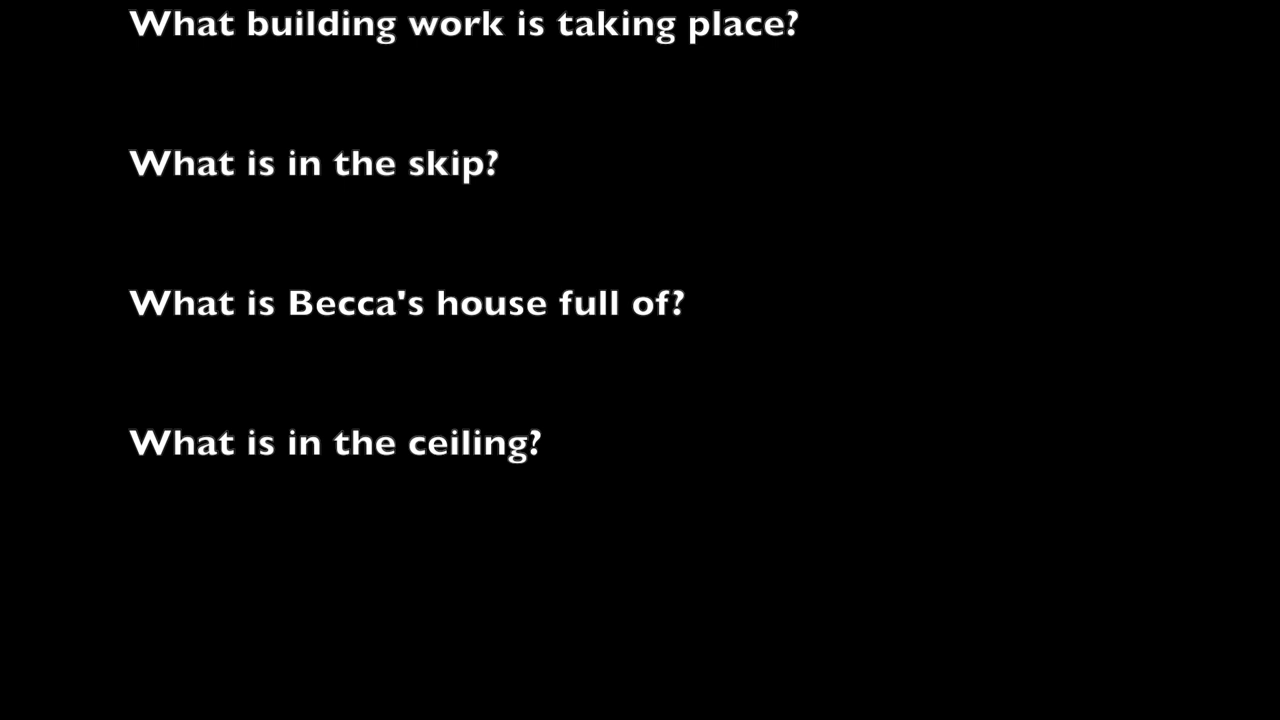 What building work is taking place?
What is in the skip?
What is Becca's house full of?
What is in the ceiling?